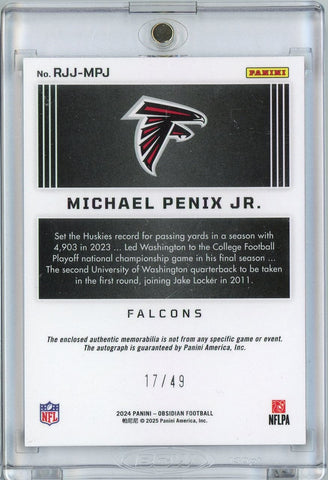 No. RJJ-MPJ
PANINI
MICHAEL PENIX JR.
Set the Huskies record for passing yards with
4,903 in 2023 ... Led Washington to the College Football
Playoff national championship game in his final season ...
The second University of Washington quarterback to be taken
in the first round, joining Jake Locker in 2011.
FALCONS
The enclosed authentic memorabilia is not from any specific game or event.
The autograph is guaranteed by Panini America, Inc.
17/49
NFL
2024 PANINI - OBSIDIAN FOOTBALL
帕尼尼 © 2025 Panini America, Inc.
NFLPA